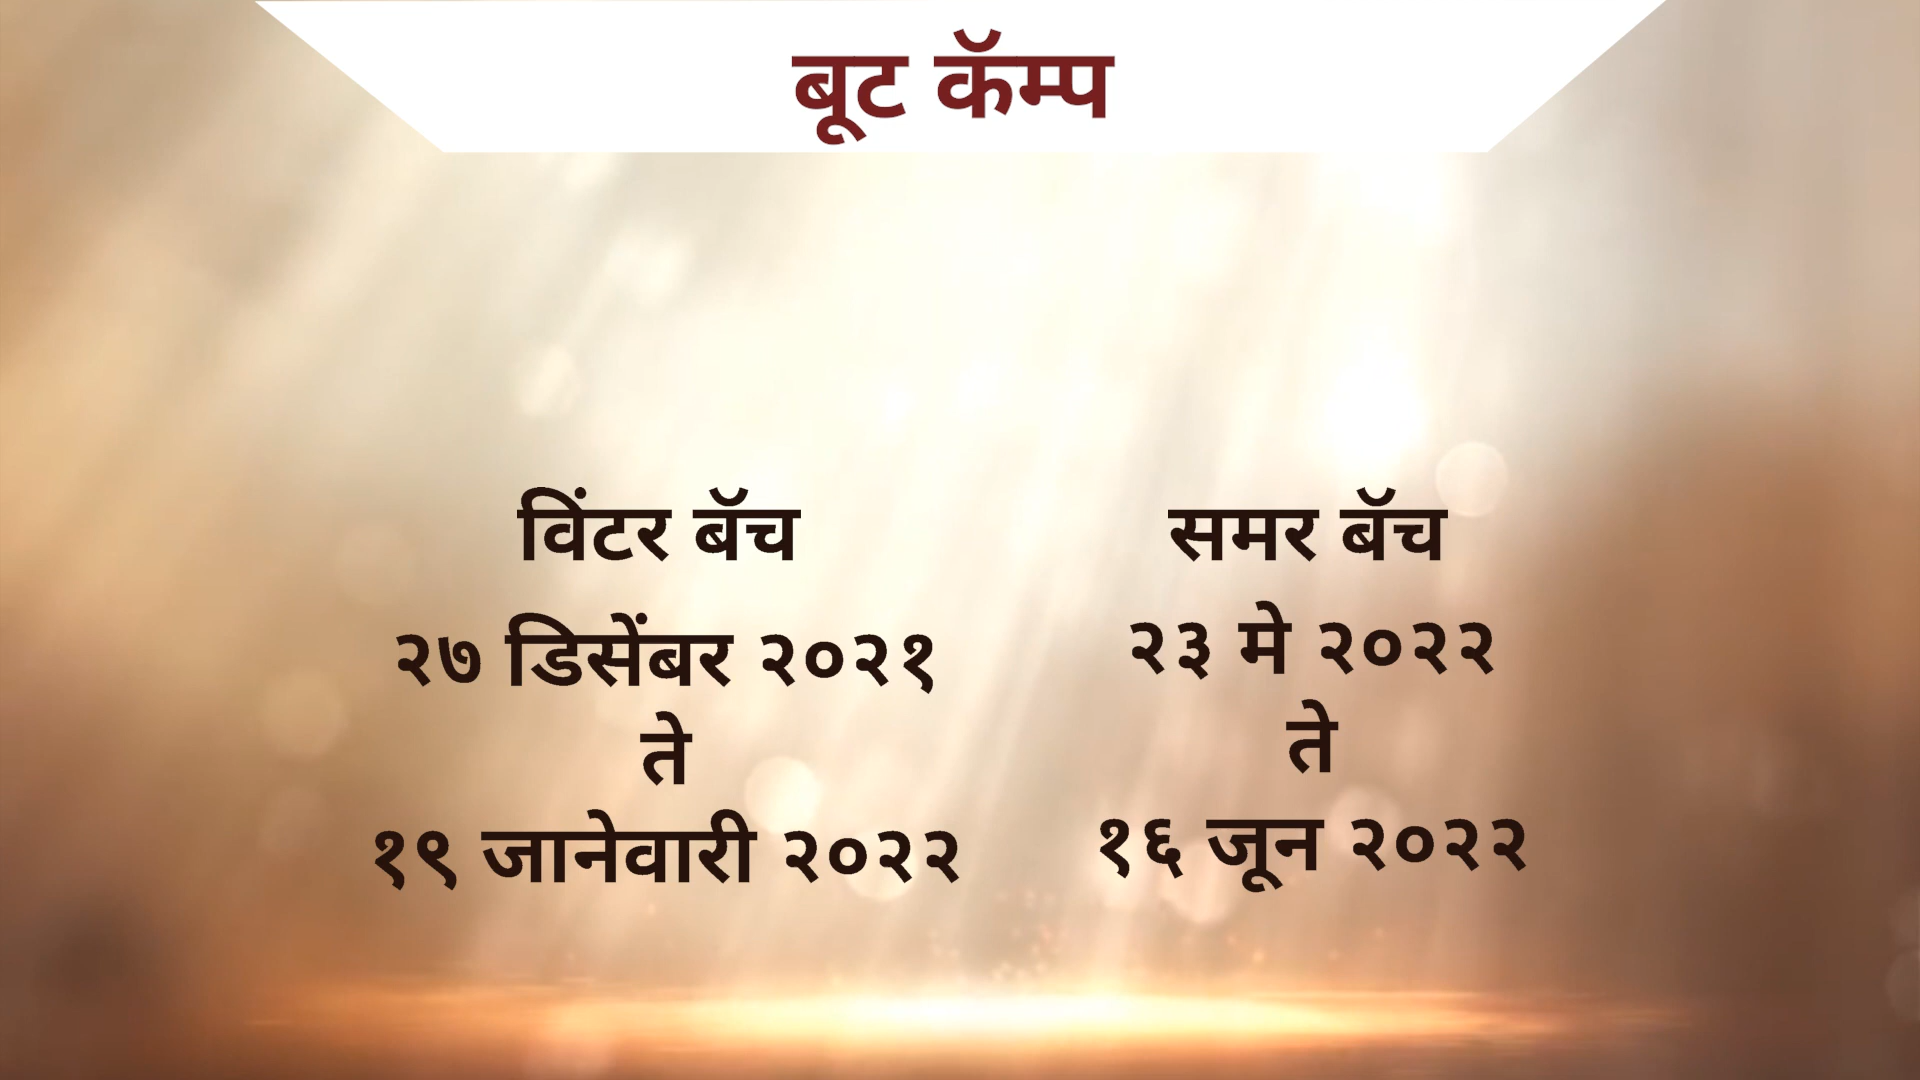 बूट कॅम्प
विंटर बॅच
२७ डिसेंबर २०२१
ते
१९ जानेवारी २०२२
समर बॅच
२३ मे २०२२
ते
१६ जून २०२२